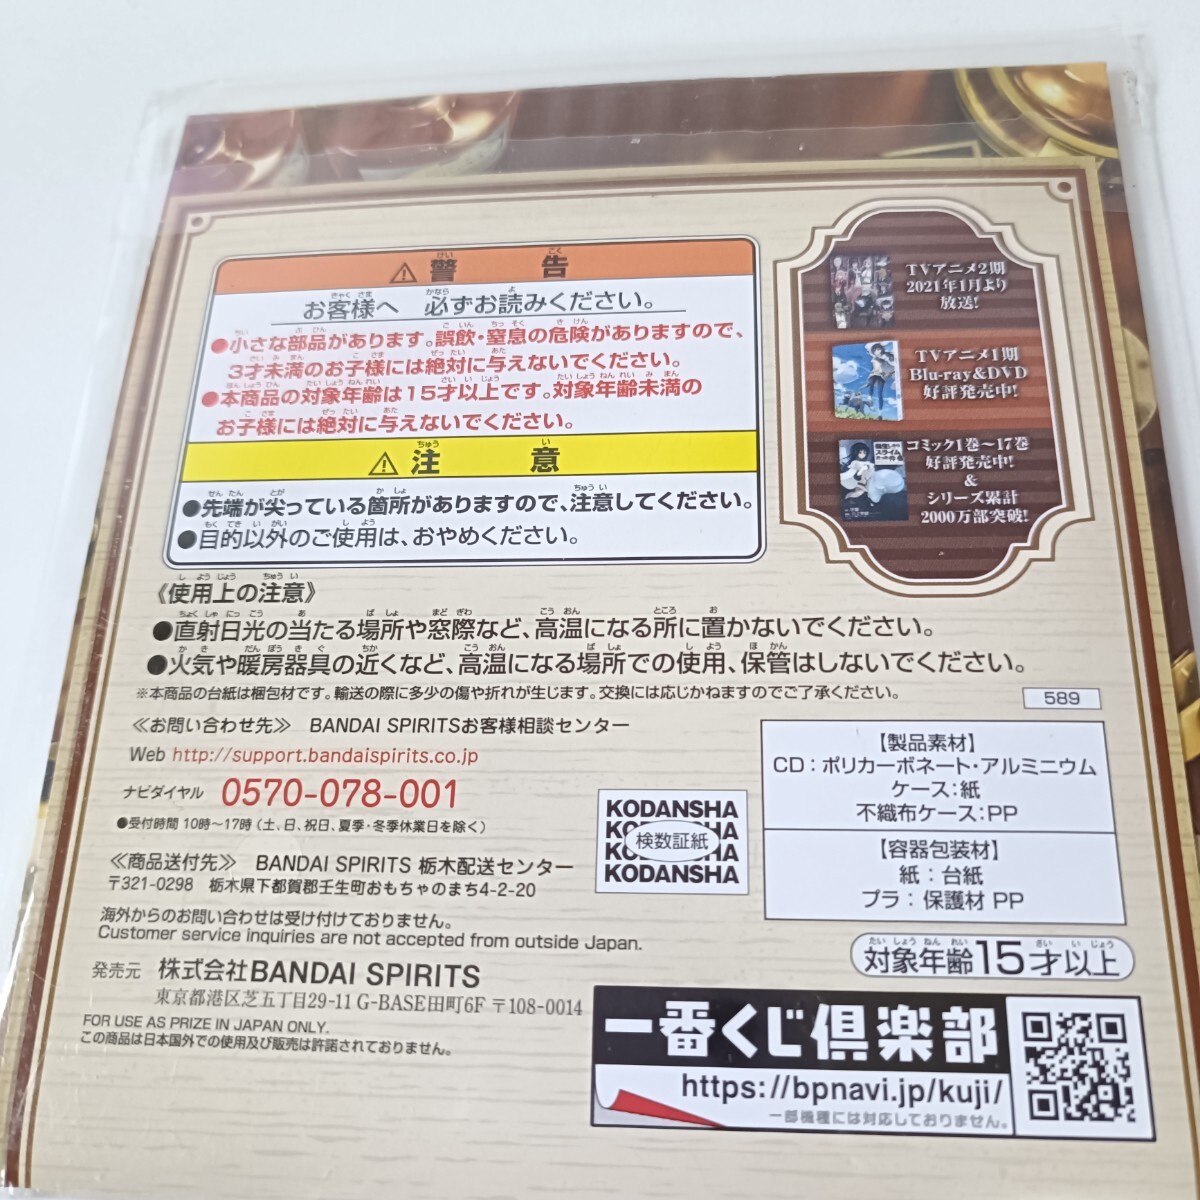 ⚠警告
お客様へ 必ずお読みください。
●小さな部品があります。誤飲・窒息の危険がありますので、
3才未満のお子様には絶対に与えないでください。
●本商品の対象年齢は15才以上です。対象年齢未満の
お子様には絶対に与えないでください。
⚠注意
●先端が尖っている箇所がありますので、注意してください。
●目的以外のご使用は、おやめください。
TVアニメ2期
2021年1月より
放送!
TVアニメ1期
Blu-ray&DVD
好評発売中!
コミック1巻〜17巻
好評発売中!
&
シリーズ累計
2000万部突破!
《使用上の注意》
●直射日光の当たる場所や窓際など、高温になる所に置かないでください。
●火気や暖房器具の近くなど、高温になる場所での使用、保管はしないでください。
※本商品の台紙は梱包材です。輸送の際に多少の傷や折れが生じます。交換には応じかねますのでご了承ください。
589
≪お問い合わせ先≫ BANDAI SPIRITSお客様相談センター
Web http://support.bandaispirits.co.jp
ナビダイヤル 0570-078-001
●受付時間 10時〜17時(土、日、祝日、夏季・冬季休業日を除く)
≪商品送付先≫ BANDAI SPIRITS 栃木配送センター
〒321-0298 栃木県下都賀郡壬生町おもちゃのまち4-2-20
海外からのお問い合わせは受け付けておりません。
Customer service inquiries are not accepted from outside Japan.
発売元 株式会社BANDAI SPIRITS
東京都港区芝五丁目29-11 G-BASE田町6F 〒108-0014
FOR USE AS PRIZE IN JAPAN ONLY.
この商品は日本国外での使用及び販売は許諾されておりません。
KODANSHA
検数証紙
KODANSHA
【製品素材】
CD:ポリカーボネート・アルミニウム
ケース:紙
不織布ケース:PP
【容器包装材】
紙:台紙
プラ:保護材 PP
対象年齢15才以上
一番くじ倶楽部
https://bpnavi.jp/kuji/
一部機種には対応しておりません。